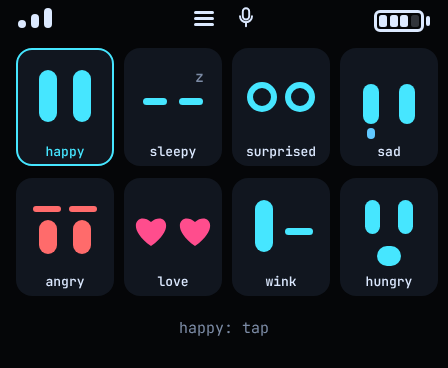 z
happy
sleepy
surprised
sad
angry
love
wink
hungry
happy: tap